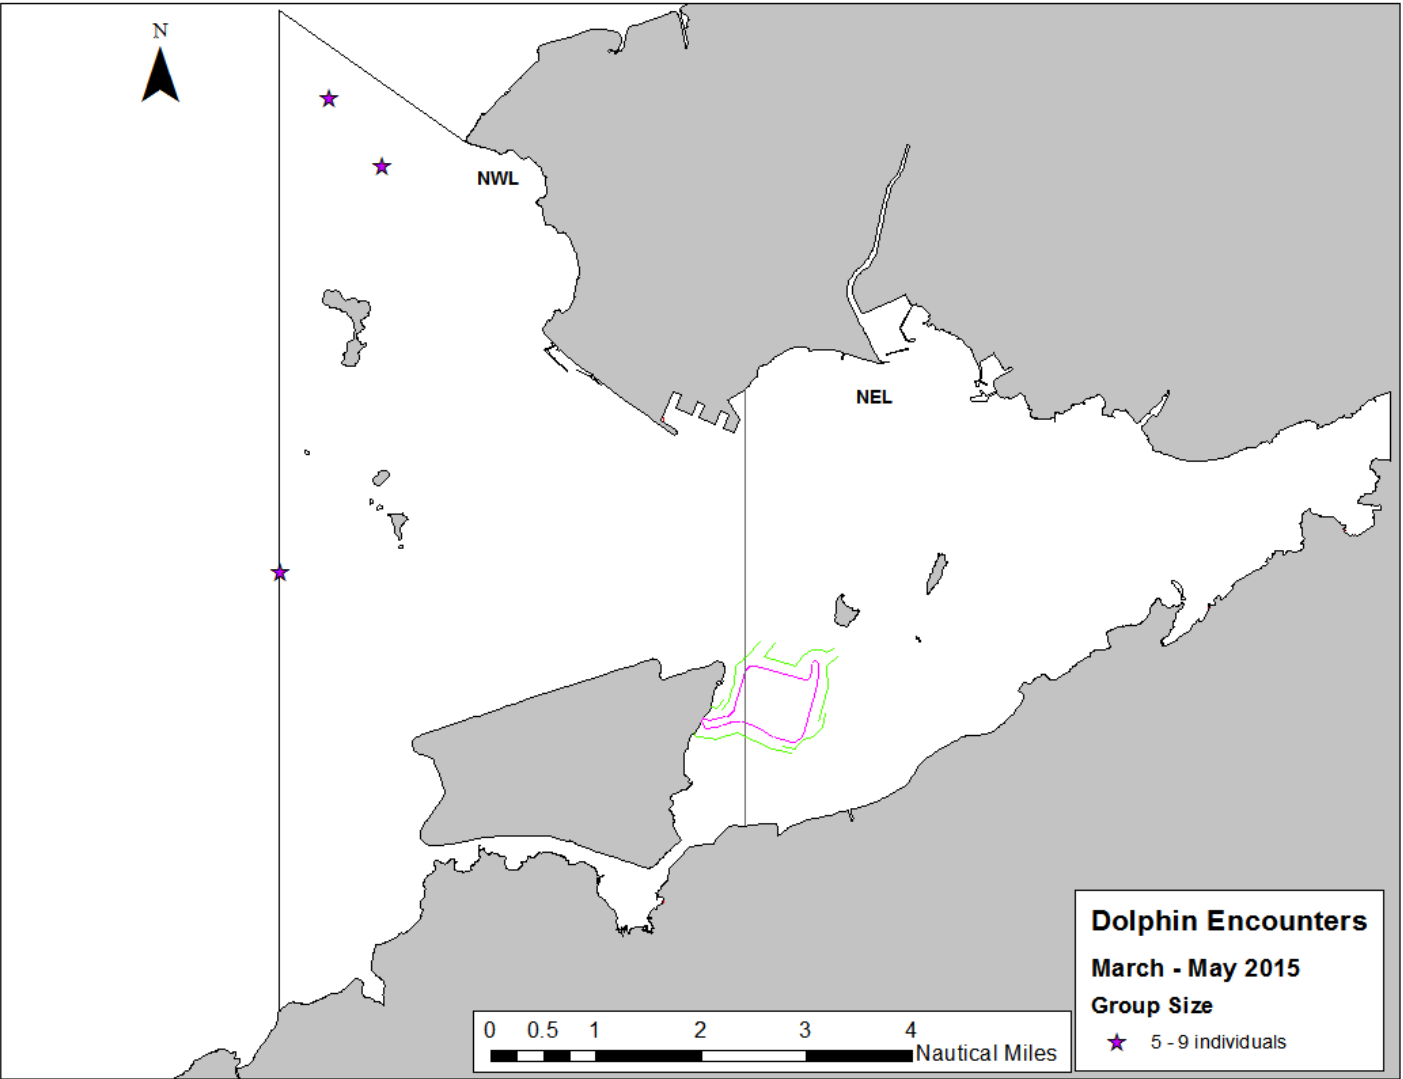 N
NWL
NEL
Dolphin Encounters
March - May 2015
Group Size
5 - 9 individuals
0 0.5 1 2 3 4
Nautical Miles